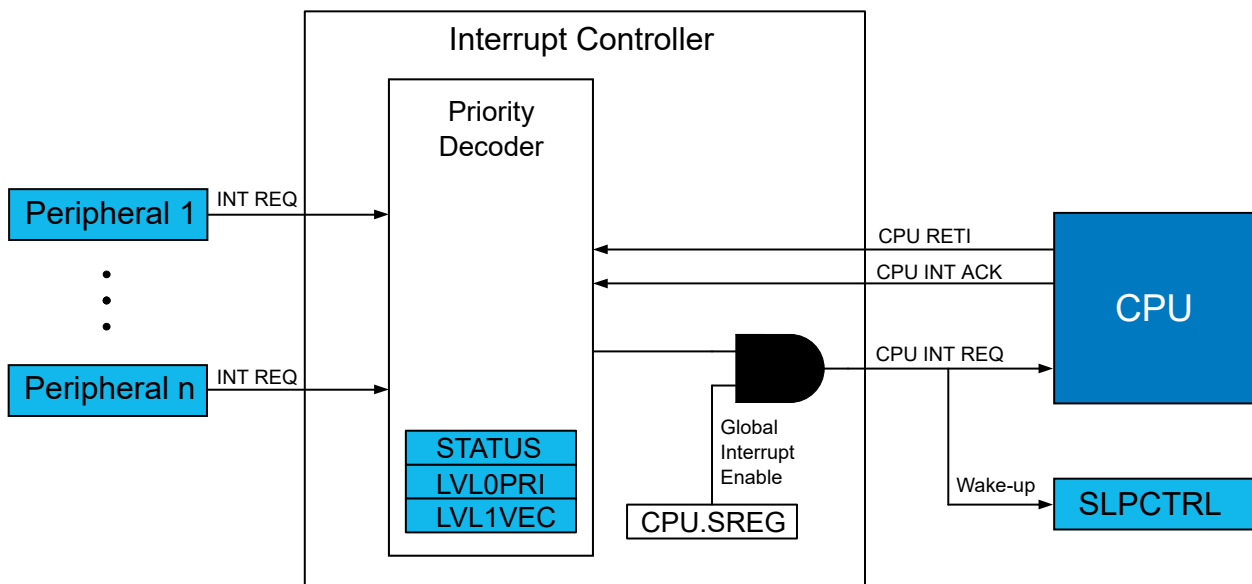 Interrupt Controller
Priority
Decoder
INT REQ
Peripheral 1
CPU RETI
CPU INT ACK
CPU
CPU INT REQ
INT REQ
Peripheral n
Global
Interrupt
Enable
STATUS
LVL0PRI
LVL1VEC
Wake-up
SLPCTRL
CPU.SREG